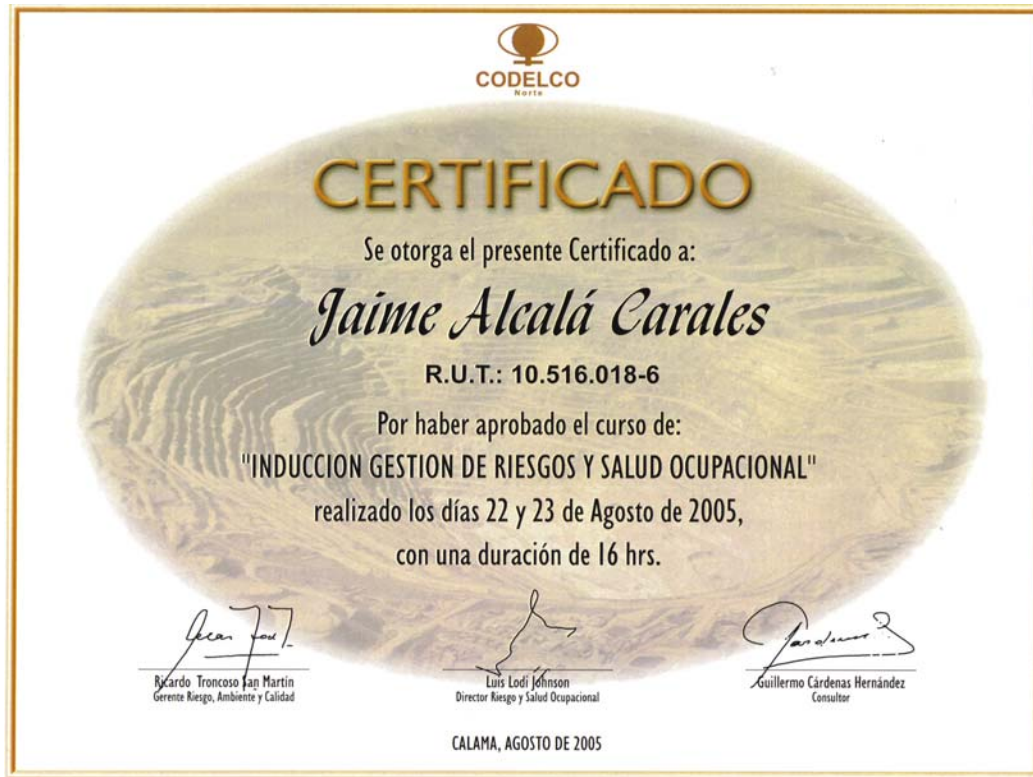 CODELCO
Norte
CERTIFICADO
Se otorga el presente Certificado a:
Jaime Alcalá Carales
R.U.T.: 10.516.018-6
Por haber aprobado el curso de:
"INDUCCION GESTION DE RIESGOS Y SALUD OCUPACIONAL"
realizado los días 22 y 23 de Agosto de 2005,
con una duración de 16 hrs.
Ricardo Troncoso San Martín
Gerente Riesgo, Ambiente y Calidad
Luis Lodi Johnson
Director Riesgo y Salud Ocupacional
Guillermo Cárdenas Hernández
Consultor
CALAMA, AGOSTO DE 2005